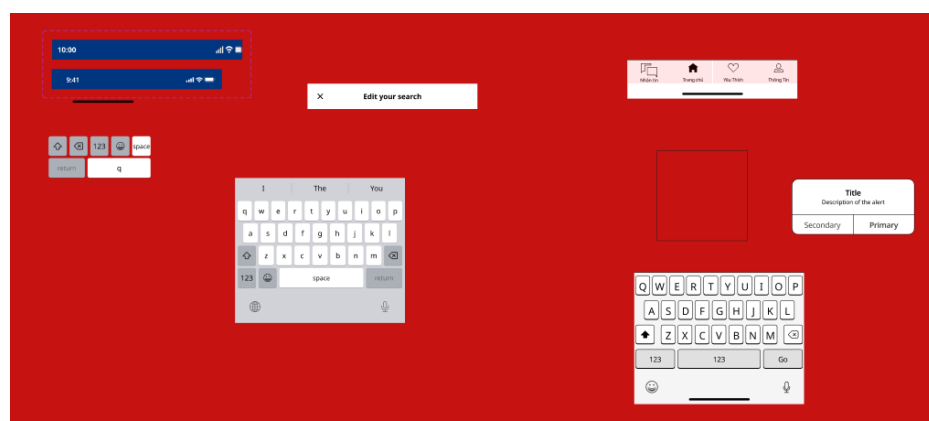 10:00
9:41
Edit your search
Nhắn tin Trang chủ Yêu Thích Thông Tin
123 space
return q
I The You
q w e r t y u i o p
a s d f g h j k l
z x c v b n m
123 space return
Title
Description of the alert
Secondary Primary
Q W E R T Y U I O P
A S D F G H J K L
Z X C V B N M
123 123 Go